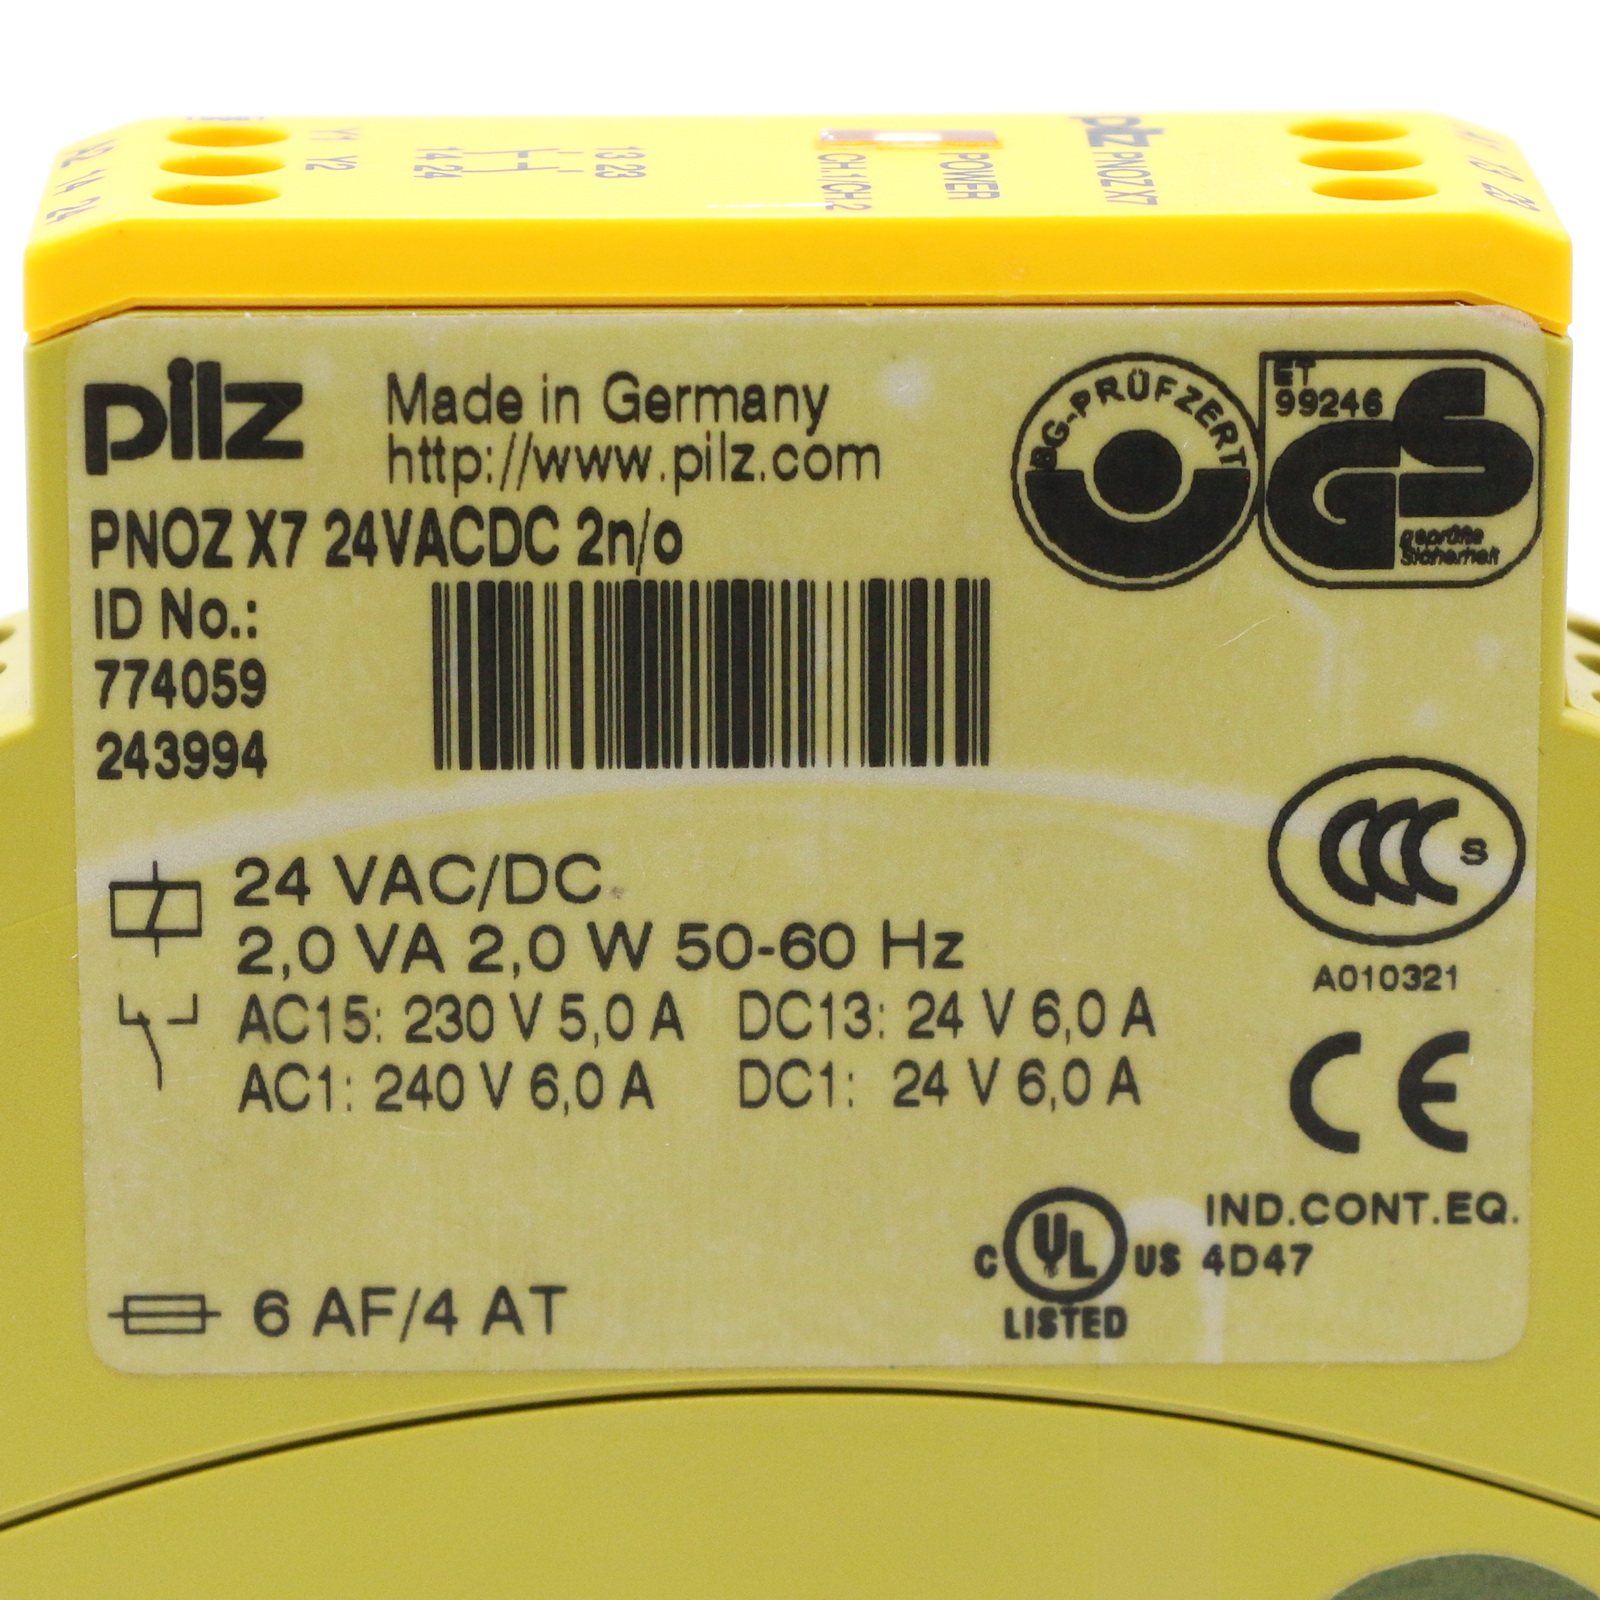 Y1
Y2
14 24
13 23
CH.1/CH.2
POWER
pilz PNOZ X7
14
24
pilz
Made in Germany
http://www.pilz.com
BG-PRÜFZERT
ET
99246
GS
geprüfte
Sicherheit
PNOZ X7 24VACDC 2n/o
ID No.:
774059
243994
CCC S
A010321
24 VAC/DC
2,0 VA 2,0 W 50-60 Hz
AC15: 230 V 5,0 A DC13: 24 V 6,0 A
AC1: 240 V 6,0 A DC1: 24 V 6,0 A
CE
C UL US
LISTED
IND.CONT.EQ.
4D47
6 AF/4 AT